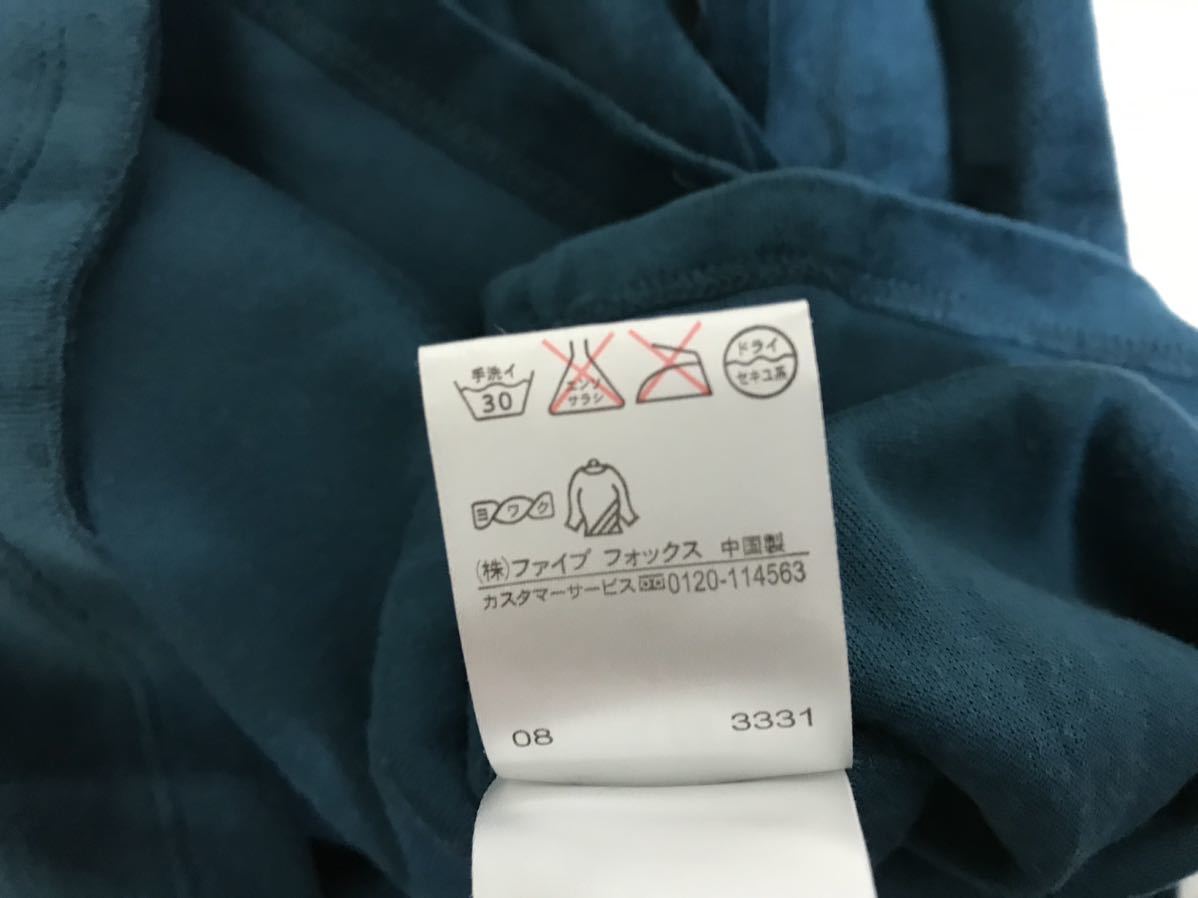 手洗イ
30
エンソ
サラシ
ドライ
セキユ系
ヨワク
(株)ファイブ フォックス 中国製
カスタマーサービス 0120-114563
08 3331